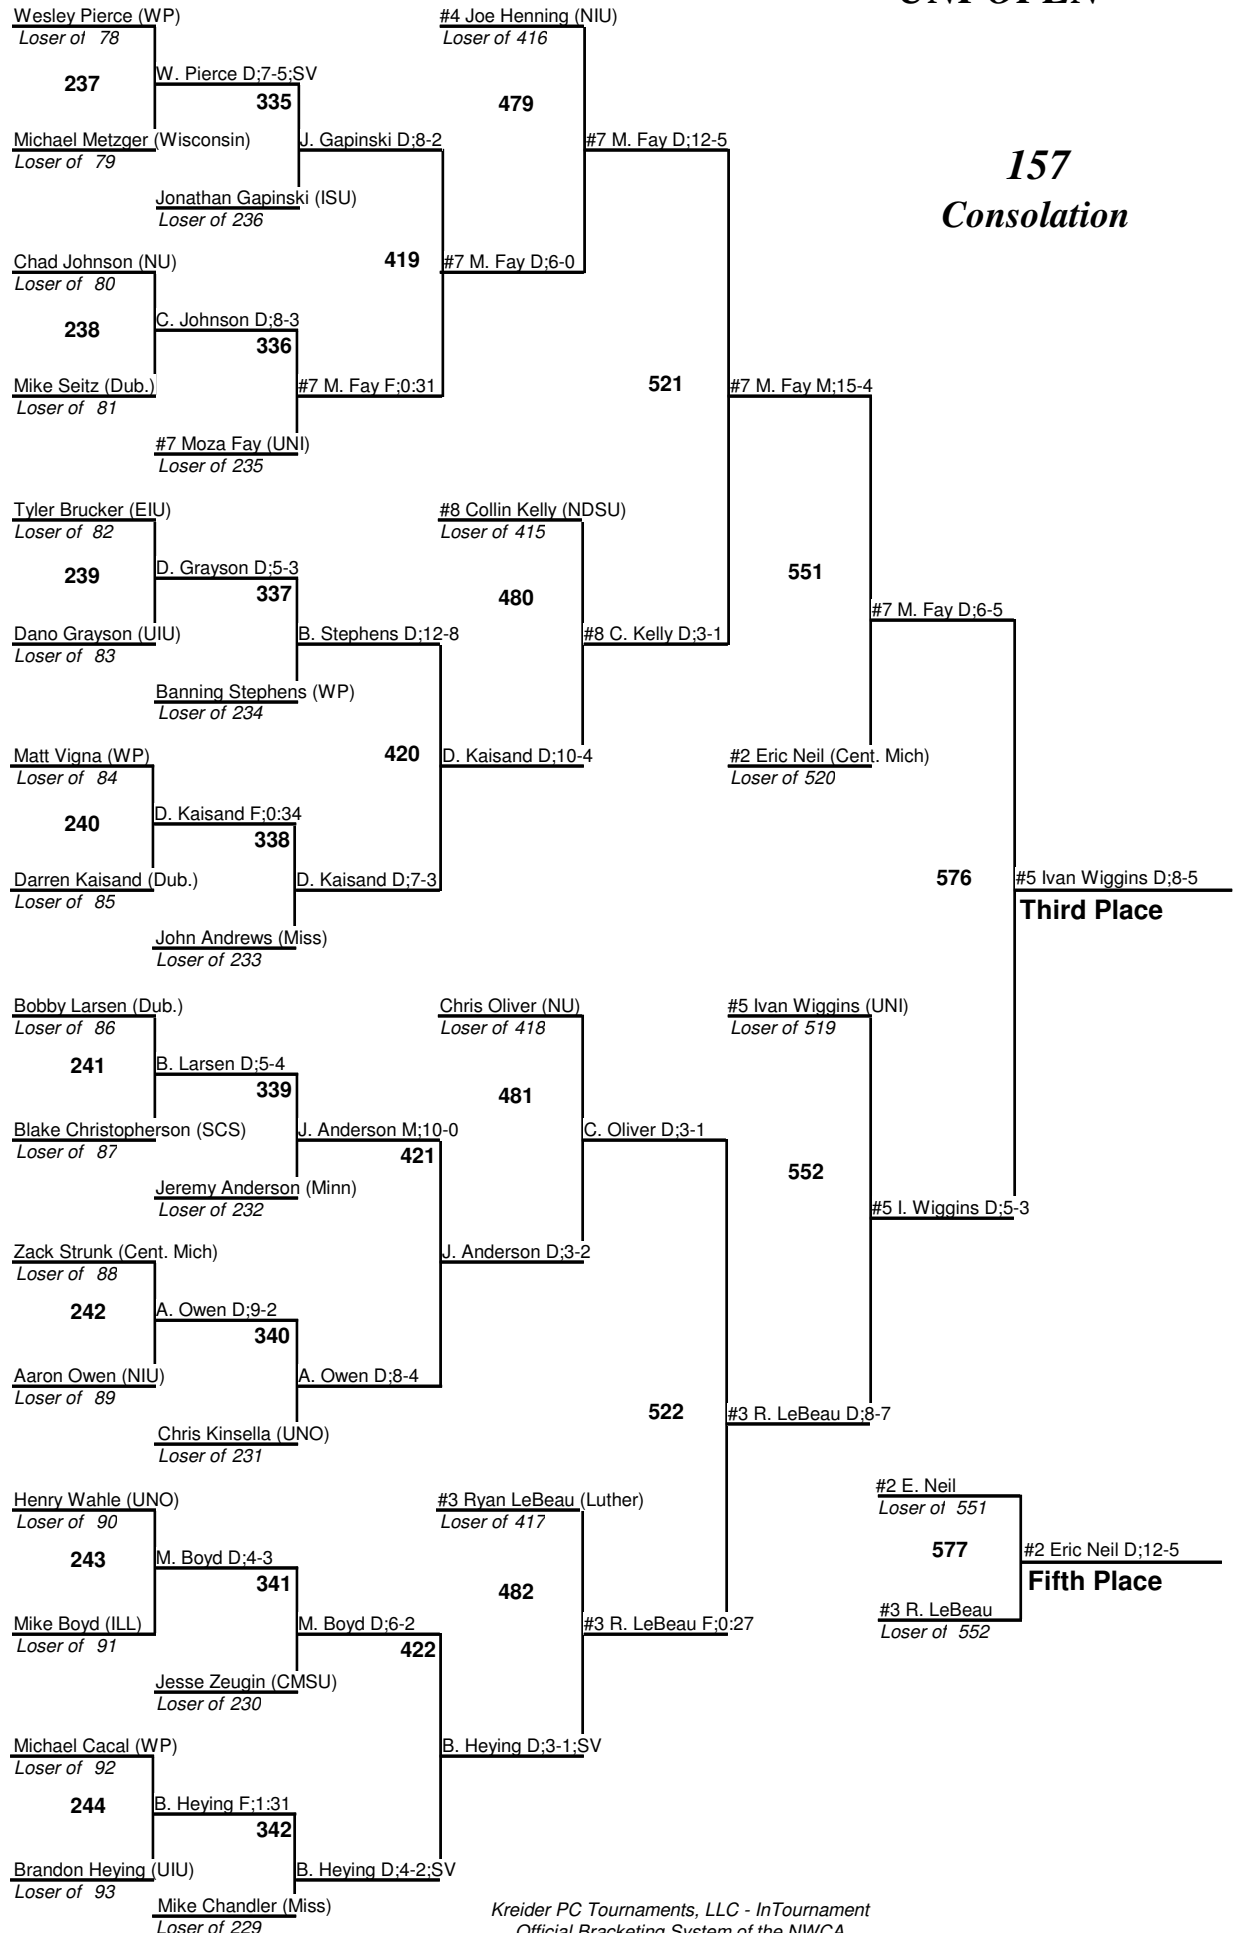 UNI OPEN
157
Consolation
Wesley Pierce (WP)
Loser of 78
237
W. Pierce D;7-5;SV
335
Michael Metzger (Wisconsin)
Loser of 79
J. Gapinski D;8-2
Jonathan Gapinski (ISU)
Loser of 236
#4 Joe Henning (NIU)
Loser of 416
479
#7 M. Fay D;12-5
Chad Johnson (NU)
Loser of 80
419
#7 M. Fay D;6-0
238
C. Johnson D;8-3
336
Mike Seitz (Dub.)
Loser of 81
#7 M. Fay F;0:31
521
#7 M. Fay M;15-4
#7 Moza Fay (UNI)
Loser of 235
Tyler Brucker (EIU)
Loser of 82
#8 Collin Kelly (NDSU)
Loser of 415
239
D. Grayson D;5-3
337
480
551
Dano Grayson (UIU)
Loser of 83
B. Stephens D;12-8
#8 C. Kelly D;3-1
#7 M. Fay D;6-5
Banning Stephens (WP)
Loser of 234
Matt Vigna (WP)
Loser of 84
420
D. Kaisand D;10-4
#2 Eric Neil (Cent. Mich)
Loser of 520
240
D. Kaisand F;0:34
338
Darren Kaisand (Dub.)
Loser of 85
D. Kaisand D;7-3
576
#5 Ivan Wiggins D;8-5
Third Place
John Andrews (Miss)
Loser of 233
Bobby Larsen (Dub.)
Loser of 86
Chris Oliver (NU)
Loser of 418
#5 Ivan Wiggins (UNI)
Loser of 519
241
B. Larsen D;5-4
339
481
Blake Christopherson (SCS)
Loser of 87
J. Anderson M;10-0
421
C. Oliver D;3-1
552
Jeremy Anderson (Minn)
Loser of 232
#5 I. Wiggins D;5-3
Zack Strunk (Cent. Mich)
Loser of 88
J. Anderson D;3-2
242
A. Owen D;9-2
340
Aaron Owen (NIU)
Loser of 89
A. Owen D;8-4
522
#3 R. LeBeau D;8-7
Chris Kinsella (UNO)
Loser of 231
Henry Wahle (UNO)
Loser of 90
#3 Ryan LeBeau (Luther)
Loser of 417
#2 E. Neil
Loser of 551
243
M. Boyd D;4-3
341
482
577
#2 Eric Neil D;12-5
Fifth Place
Mike Boyd (ILL)
Loser of 91
M. Boyd D;6-2
422
#3 R. LeBeau F;0:27
#3 R. LeBeau
Loser of 552
Jesse Zeugin (CMSU)
Loser of 230
Michael Cacal (WP)
Loser of 92
B. Heying D;3-1;SV
244
B. Heying F;1:31
342
Brandon Heying (UIU)
Loser of 93
B. Heying D;4-2;SV
Mike Chandler (Miss)
Loser of 229
Kreider PC Tournaments, LLC - InTournament
Official Bracketing System of the NWCA